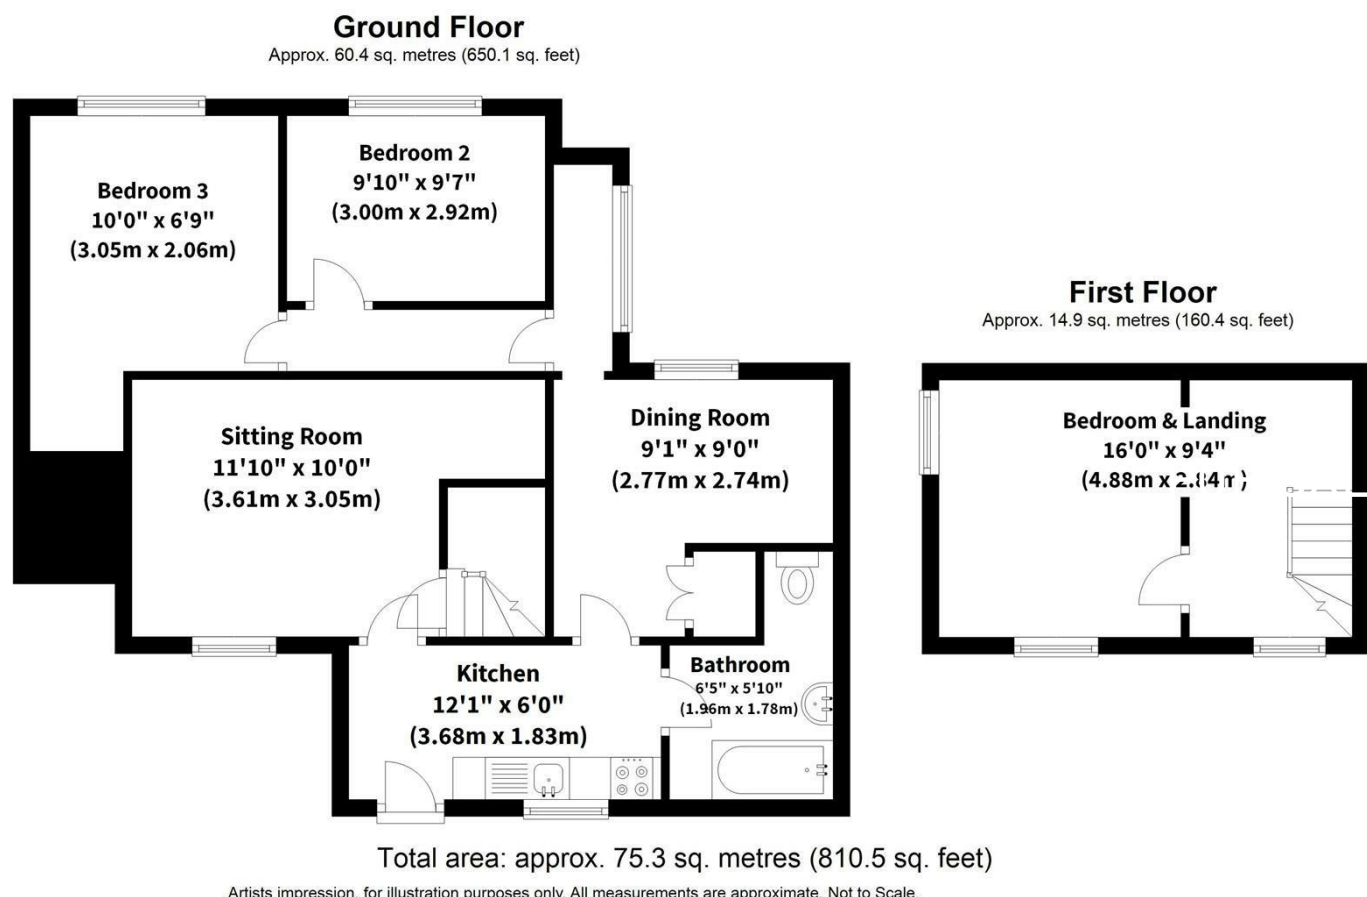 Ground Floor
Approx. 60.4 sq. metres (650.1 sq. feet)
Bedroom 3
10'0" x 6'9"
(3.05m x 2.06m)
Bedroom 2
9'10" x 9'7"
(3.00m x 2.92m)
Sitting Room
11'10" x 10'0"
(3.61m x 3.05m)
Dining Room
9'1" x 9'0"
(2.77m x 2.74m)
Kitchen
12'1" x 6'0"
(3.68m x 1.83m)
Bathroom
6'5" x 5'10"
(1.96m x 1.78m)
First Floor
Approx. 14.9 sq. metres (160.4 sq. feet)
Bedroom & Landing
16'0" x 9'4"
(4.88m x 2.84m)
Total area: approx. 75.3 sq. metres (810.5 sq. feet)
Artists impression, for illustration purposes only. All measurements are approximate. Not to Scale.